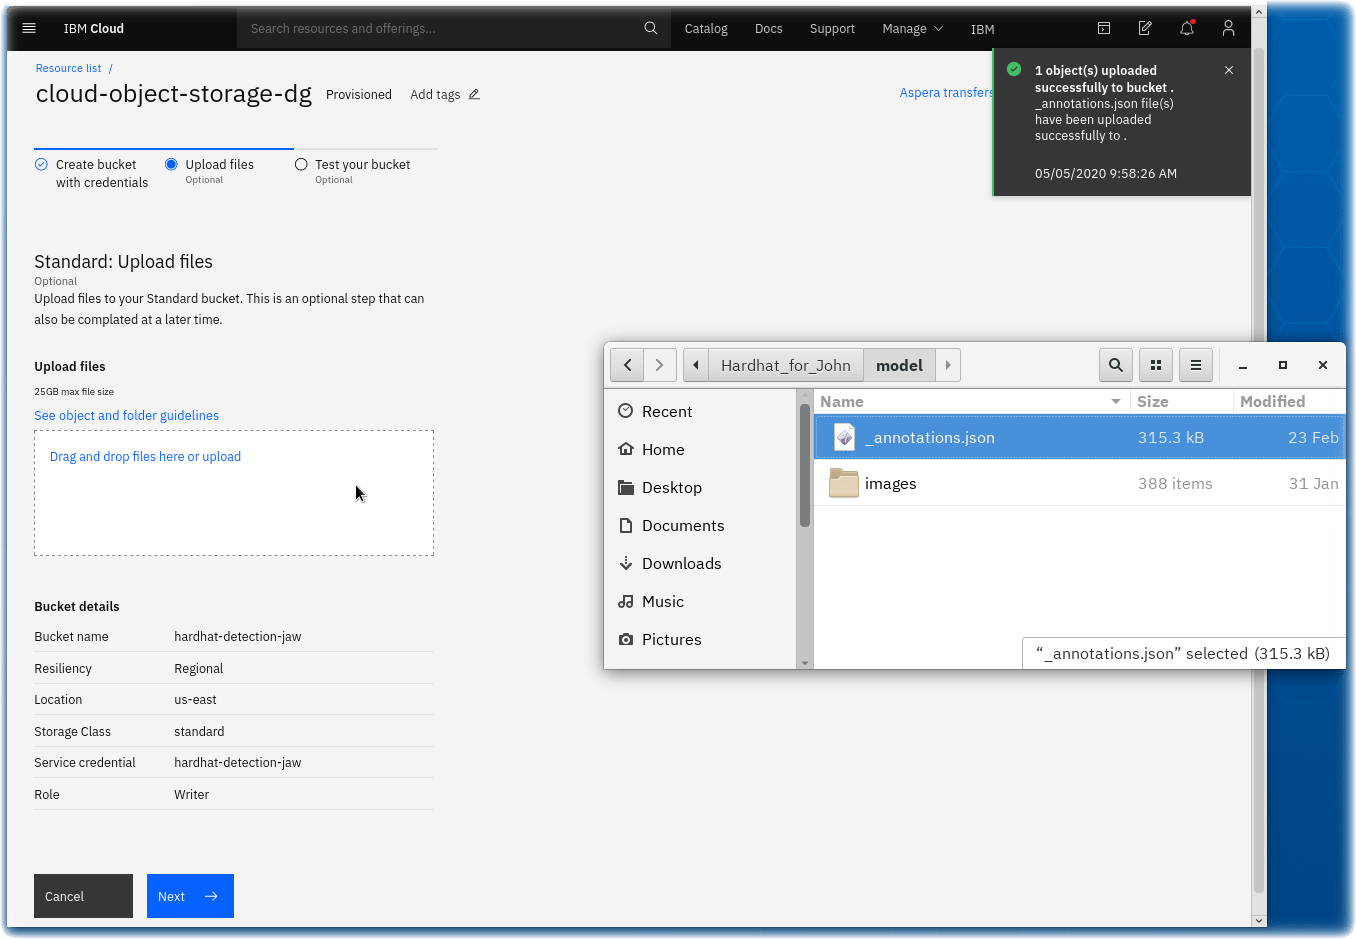 IBM Cloud
Search resources and offerings...
Catalog
Docs
Support
Manage
IBM
Resource list /
cloud-object-storage-dg
Provisioned
Add tags
Aspera transfers
1 object(s) uploaded
successfully to bucket .
_annotations.json file(s)
have been uploaded
successfully to .
05/05/2020 9:58:26 AM
Create bucket
with credentials
Upload files
Optional
Test your bucket
Optional
Standard: Upload files
Optional
Upload files to your Standard bucket. This is an optional step that can
also be complated at a later time.
Upload files
25GB max file size
See object and folder guidelines
Drag and drop files here or upload
Bucket details
Bucket name hardhat-detection-jaw
Resiliency Regional
Location us-east
Storage Class standard
Service credential hardhat-detection-jaw
Role Writer
Cancel
Next
Hardhat_for_John
model
Recent
Home
Desktop
Documents
Downloads
Music
Pictures
Name Size Modified
_annotations.json 315.3 kB 23 Feb
images 388 items 31 Jan
“_annotations.json” selected (315.3 kB)